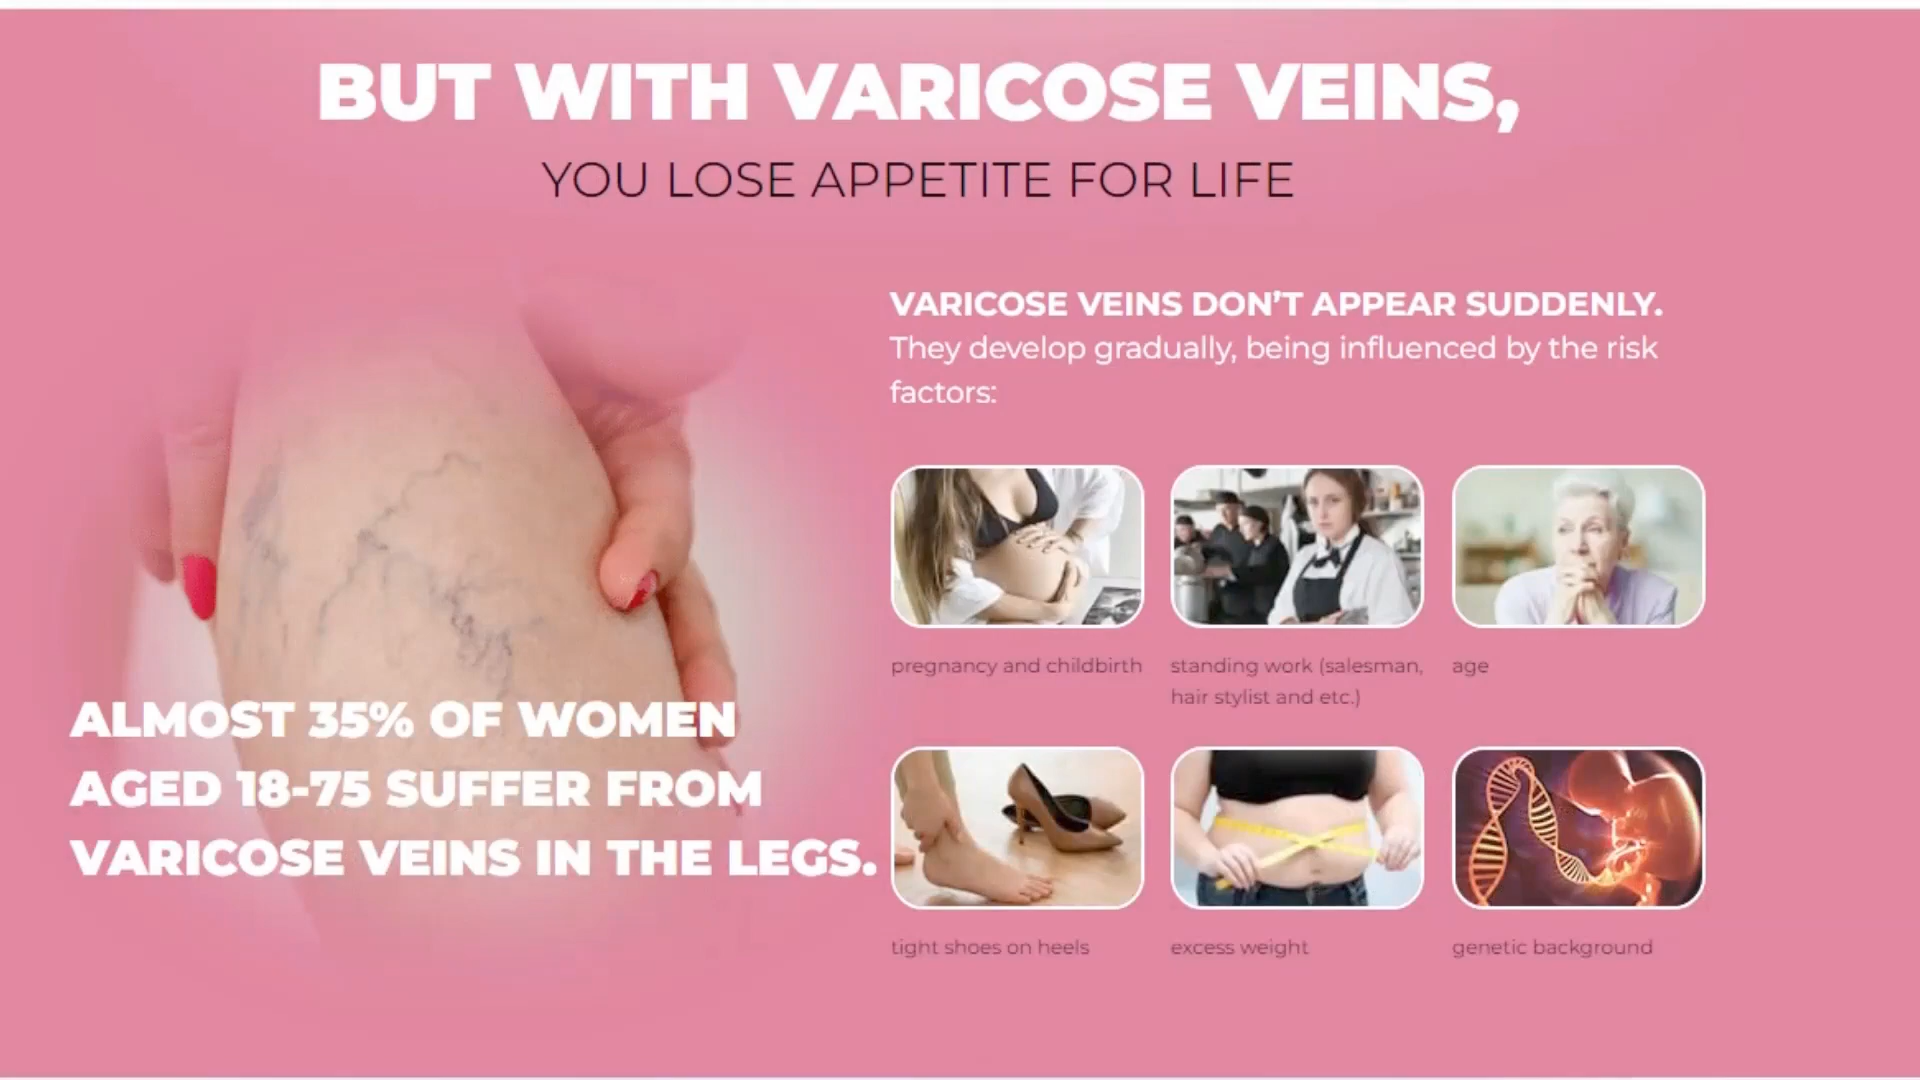 BUT WITH VARICOSE VEINS,
YOU LOSE APPETITE FOR LIFE
VARICOSE VEINS DON'T APPEAR SUDDENLY.
They develop gradually, being influenced by the risk
factors:
pregnancy and childbirth
standing work (salesman,
hair stylist and etc.)
age
ALMOST 35% OF WOMEN
AGED 18-75 SUFFER FROM
VARICOSE VEINS IN THE LEGS.
tight shoes on heels
excess weight
genetic background